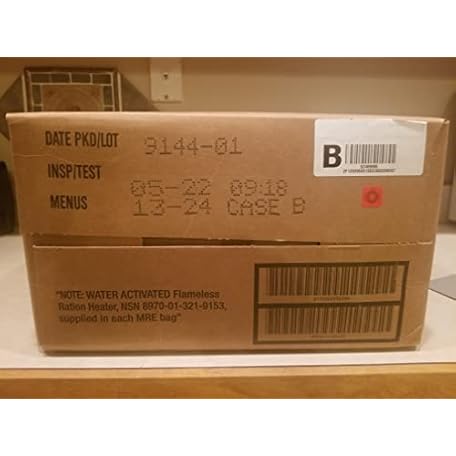 DATE PKD/LOT 9144-01
INSP/TEST
05-22 09:18
MENUS 13-24 CASE B
B
"NOTE: WATER ACTIVATED Flameless
Ration Heater, NSN 8970-01-321-9153,
supplied in each MRE bag"